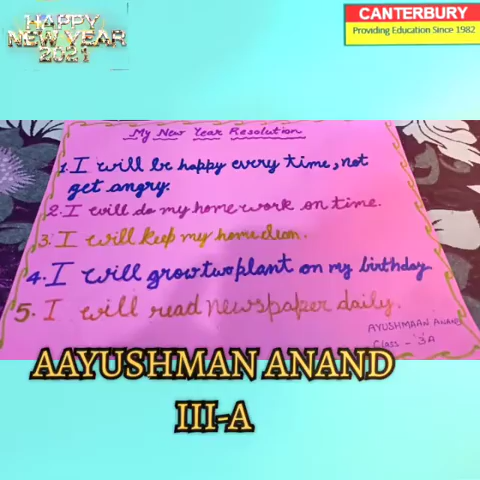 HAPPY
NEW YEAR
2021
CANTERBURY
Providing Education Since 1982
My New Year Resolution
1. I will be happy every time, not
get angry.
2. I will do my home work on time.
3. I will keep my home clean.
4. I will grow two plant on my birthday.
5. I will read newspaper daily.
AYUSHMAAN ANAND
Class - '3'A
AAYUSHMAN ANAND
III-A